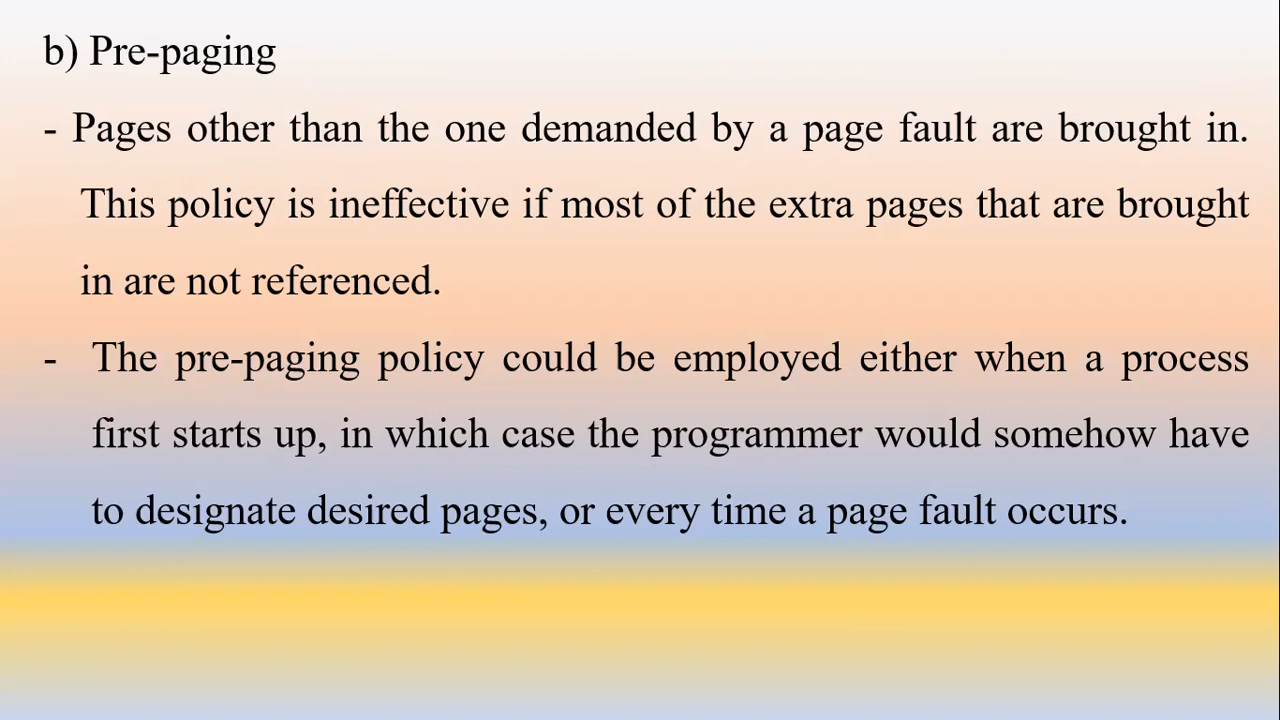 b) Pre-paging
- Pages other than the one demanded by a page fault are brought in.
This policy is ineffective if most of the extra pages that are brought
in are not referenced.
- The pre-paging policy could be employed either when a process
first starts up, in which case the programmer would somehow have
to designate desired pages, or every time a page fault occurs.